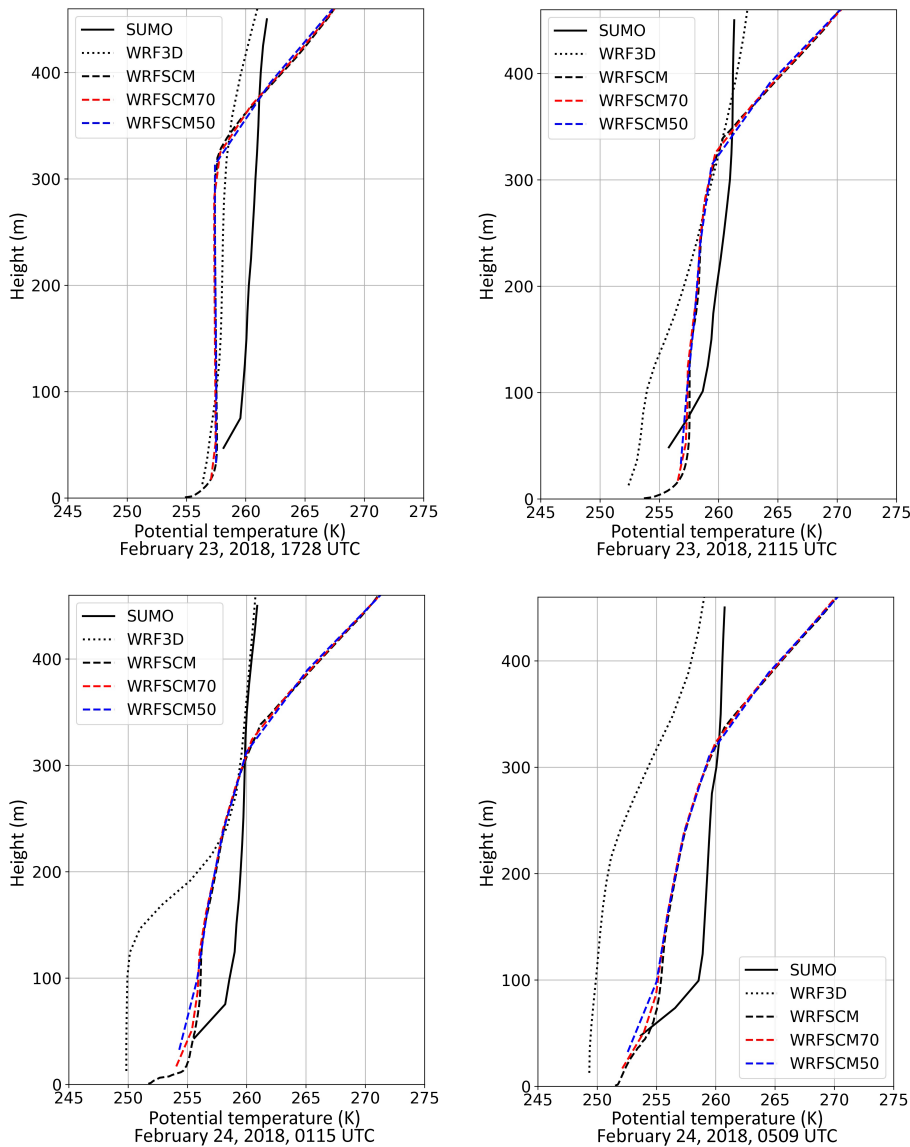 SUMO
WRF3D
WRFSCM
WRFSCM70
WRFSCM50
400
300
200
100
0
Height (m)
245 250 255 260 265 270 275
Potential temperature (K)
February 23, 2018, 1728 UTC
SUMO
WRF3D
WRFSCM
WRFSCM70
WRFSCM50
400
300
200
100
0
Height (m)
245 250 255 260 265 270 275
Potential temperature (K)
February 23, 2018, 2115 UTC
SUMO
WRF3D
WRFSCM
WRFSCM70
WRFSCM50
400
300
200
100
0
Height (m)
245 250 255 260 265 270 275
Potential temperature (K)
February 24, 2018, 0115 UTC
400
300
200
100
0
Height (m)
SUMO
WRF3D
WRFSCM
WRFSCM70
WRFSCM50
245 250 255 260 265 270 275
Potential temperature (K)
February 24, 2018, 0509 UTC